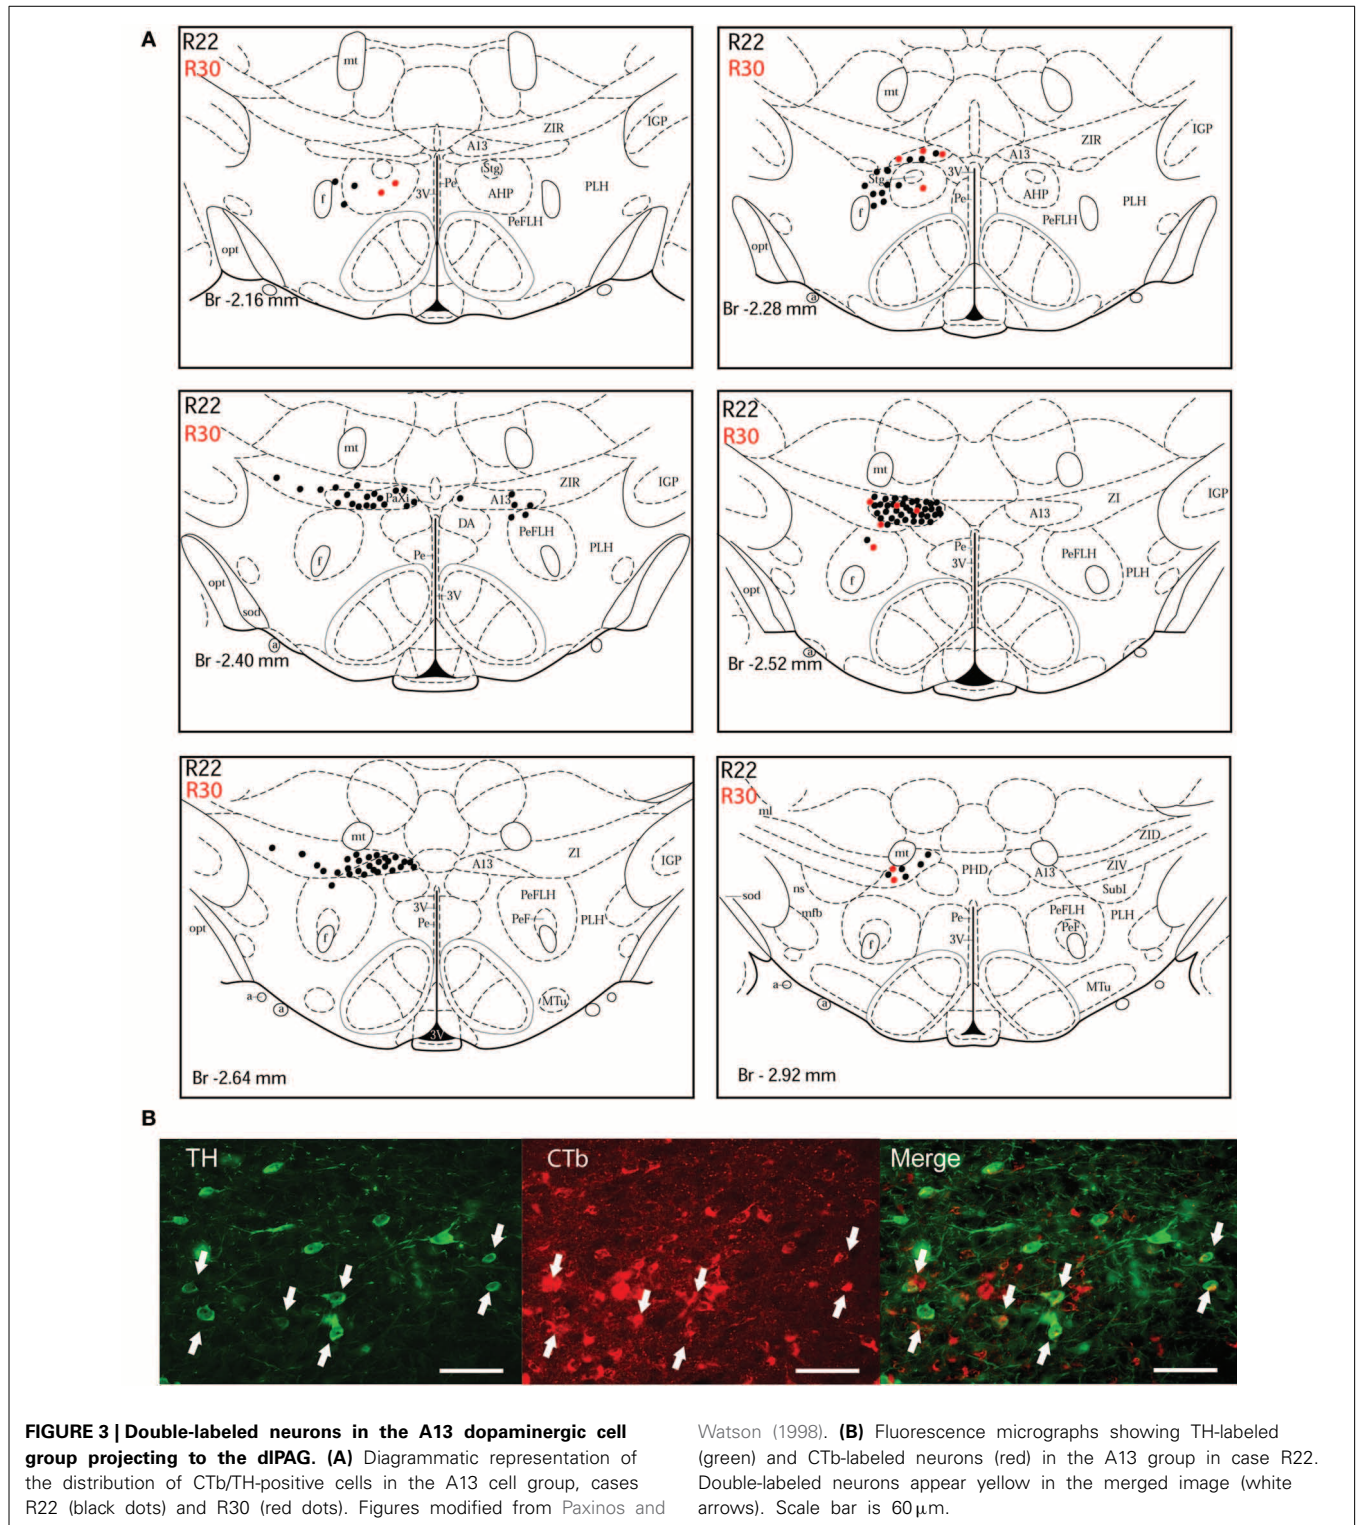 A
R22
R30
mt
ZIR
IGP
A13
Stg
Pe
3V
AHP
PLH
f
PeFLH
opt
Br -2.16 mm
R22
R30
mt
ZIR
IGP
A13
Stg
3V
AHP
Pe
PLH
f
PeFLH
opt
a
Br -2.28 mm
R22
R30
mt
ZIR
IGP
PaXi
A13
DA
PeFLH
Pe
PLH
f
opt
3V
sod
a
Br -2.40 mm
R22
R30
mt
ZI
IGP
A13
Pe
PeFLH
3V
PLH
f
opt
a
Br -2.52 mm
R22
R30
mt
ZI
A13
IGP
PeFLH
3V
PeF
PLH
Pe
opt
f
a
a
MTu
3V
Br -2.64 mm
R22
R30
ml
ZID
mt
PHD
A13
ZIV
ns
SubI
sod
mfb
Pe
PeFLH
PLH
PeF
f
3V
a
a
MTu
Br - 2.92 mm
B
TH
CTb
Merge
FIGURE 3 | Double-labeled neurons in the A13 dopaminergic cell
group projecting to the dlPAG. (A) Diagrammatic representation of
the distribution of CTb/TH-positive cells in the A13 cell group, cases
R22 (black dots) and R30 (red dots). Figures modified from Paxinos and
Watson (1998). (B) Fluorescence micrographs showing TH-labeled
(green) and CTb-labeled neurons (red) in the A13 group in case R22.
Double-labeled neurons appear yellow in the merged image (white
arrows). Scale bar is 60 μm.